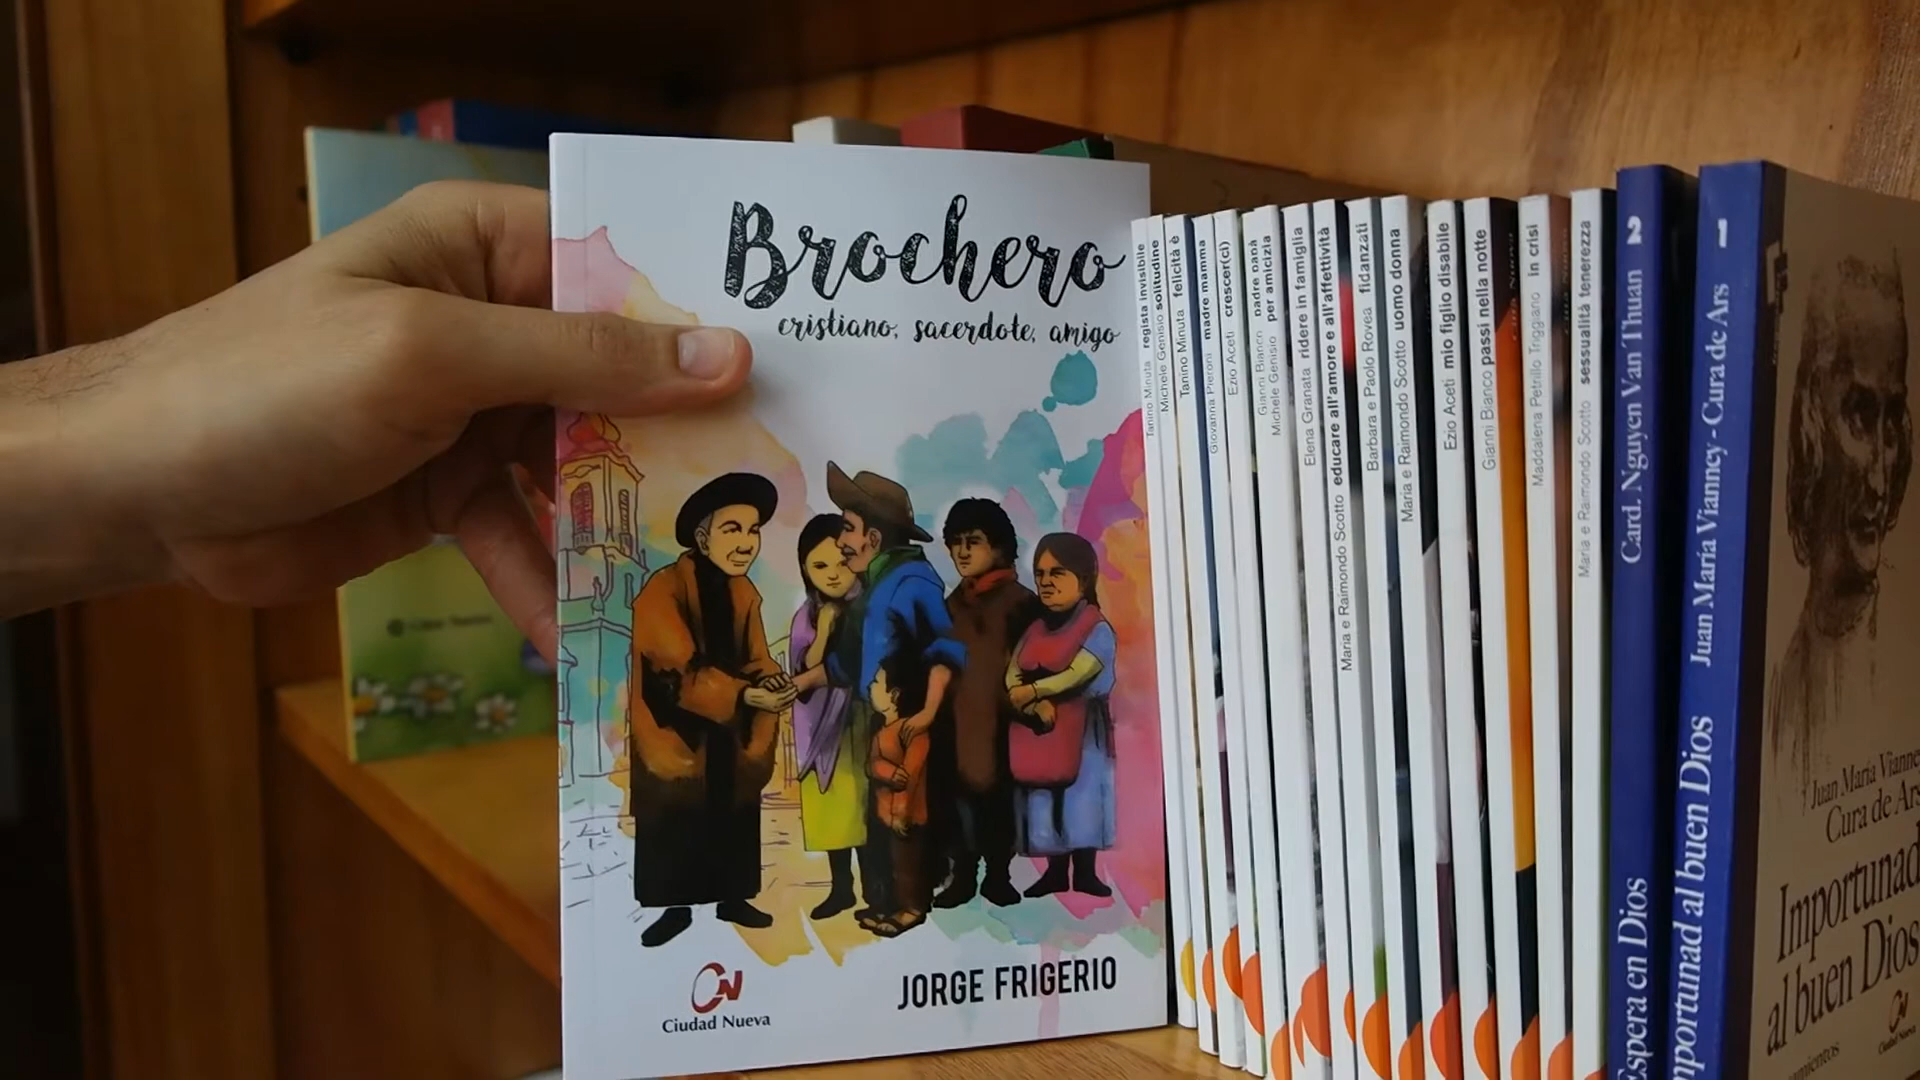 Brochero
cristiano, sacerdote, amigo
JORGE FRIGERIO
Ciudad Nueva
Tanino Minuta regista invisibile
Michele Genisio solitudine
Tanino Minuta felicità è
Giovanna Pieroni madre mamma
Ezio Aceti crescer(ci)
Gianni Bianco padre papà
Michele Genisio per amicizia
Elena Granata ridere in famiglia
Maria e Raimondo Scotto educare all'amore e all'affettività
Barbara e Paolo Rovea fidanzati
Maria e Raimondo Scotto uomo donna
Ezio Aceti mio figlio disabile
Gianni Bianco passi nella notte
Maddalena Petrillo Triggiano in crisi
Maria e Raimondo Scotto sessualità tenerezza
2 Card. Nguyen Van Thuan Espera en Dios
1 Juan María Vianney - Cura de Ars mportunad al buen Dios
Juan María Vianne
Cura de Ars
Importunad
al buen Dios
Ciudad Nueva